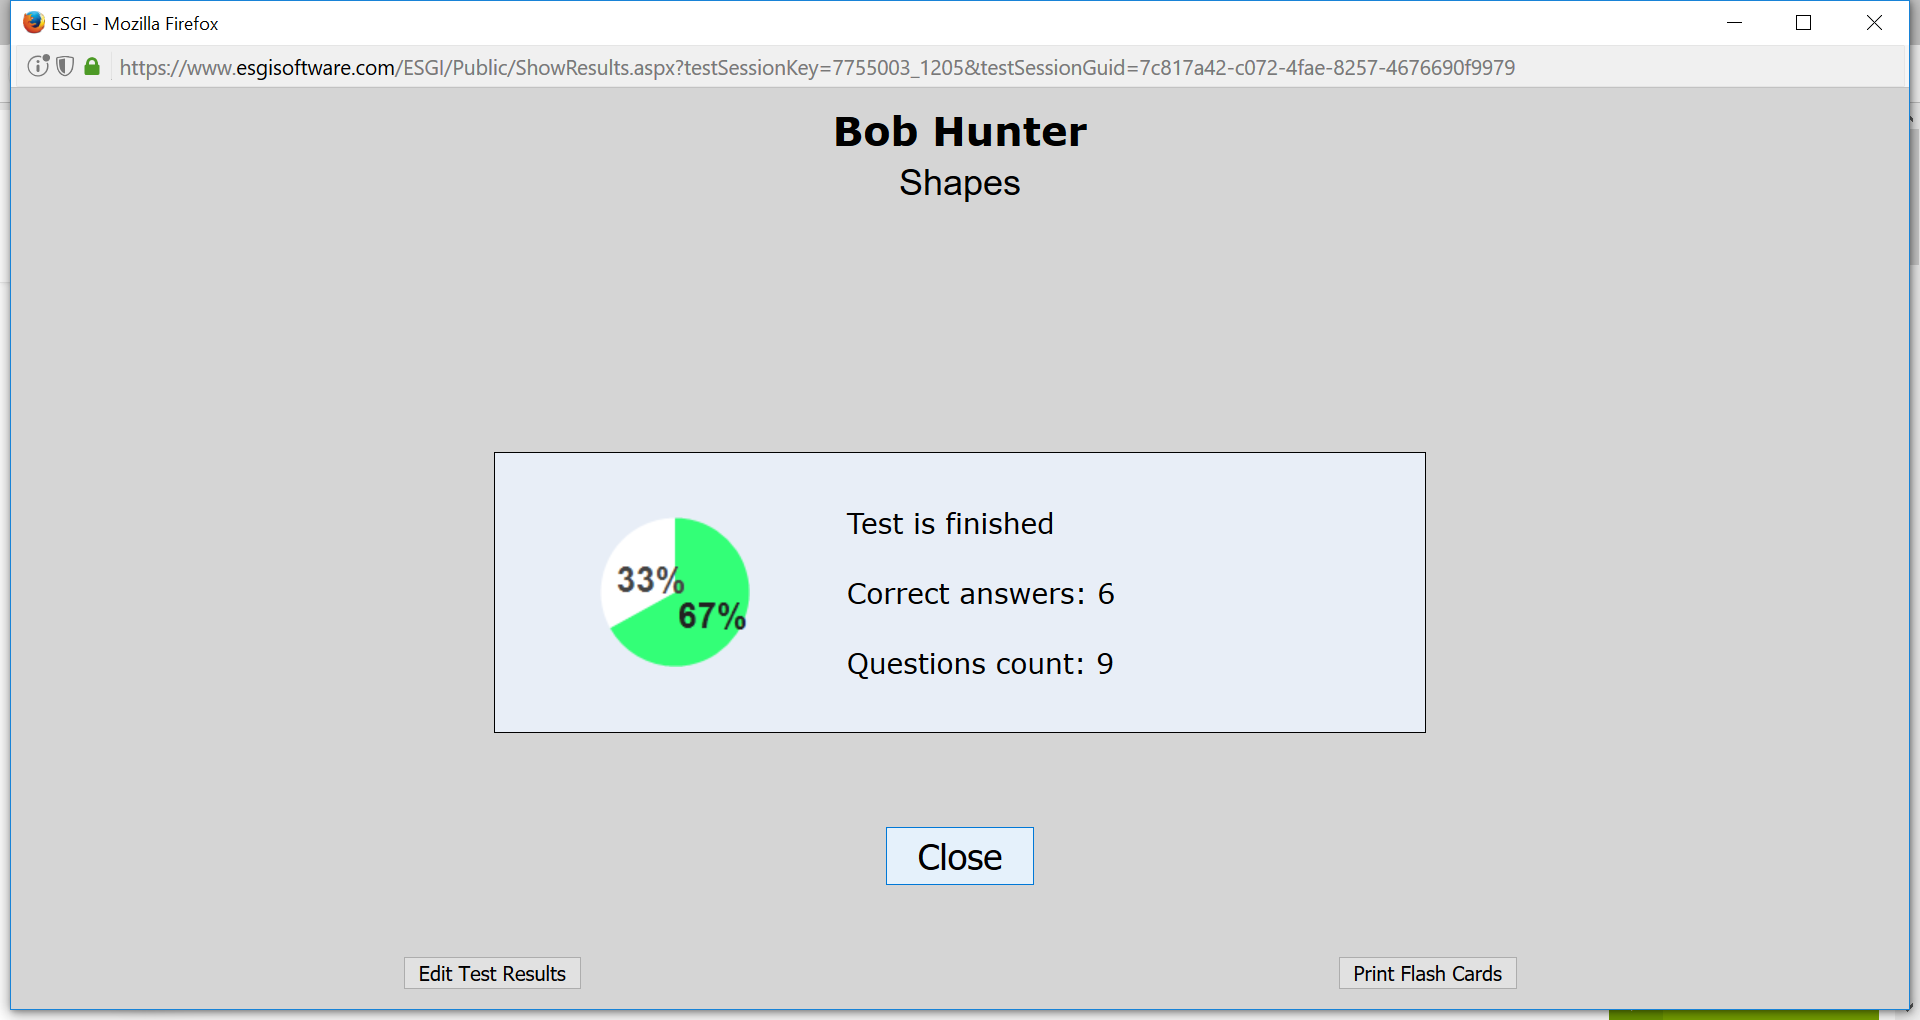 ESGI - Mozilla Firefox
https://www.esgisoftware.com/ESGI/Public/ShowResults.aspx?testSessionKey=7755003_1205&testSessionGuid=7c817a42-c072-4fae-8257-4676690f9979
Bob Hunter
Shapes
Test is finished
33%
Correct answers: 6
67%
Questions count: 9
Close
Edit Test Results
Print Flash Cards